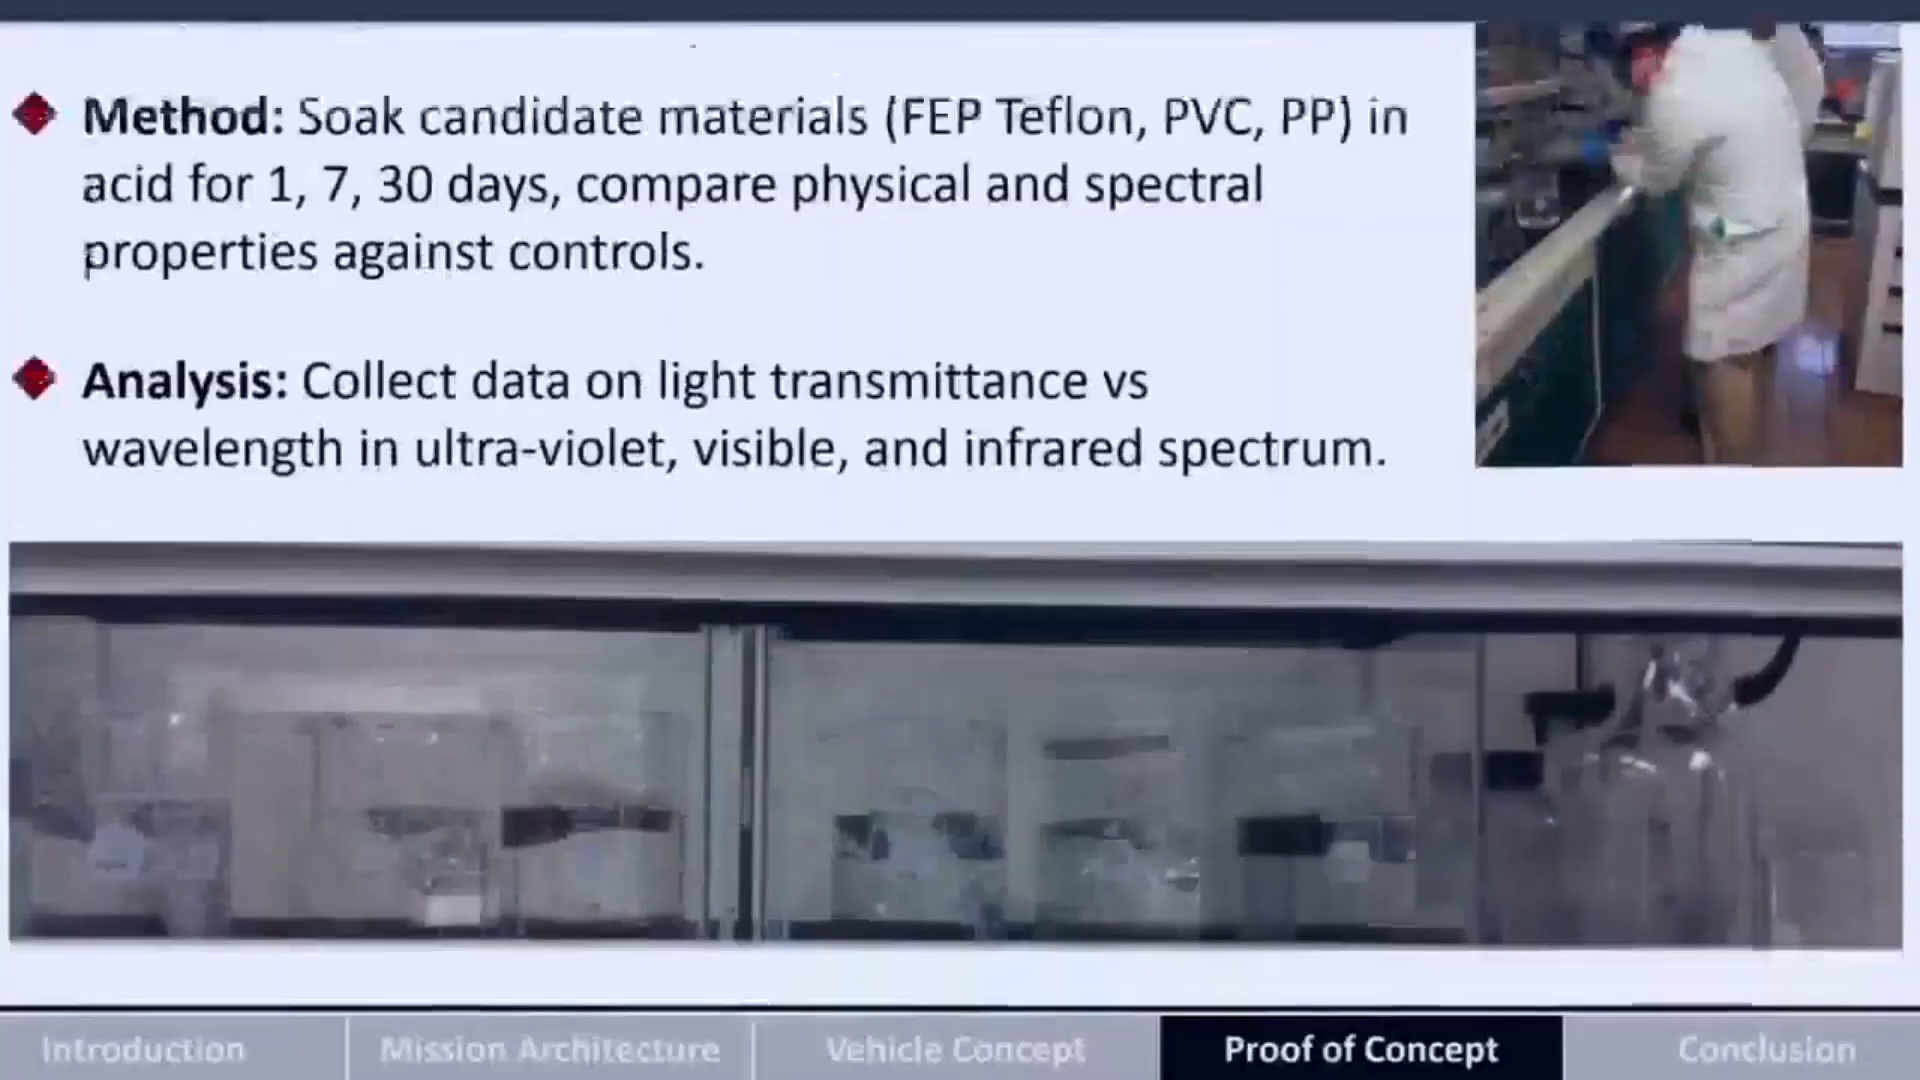 Method: Soak candidate materials (FEP Teflon, PVC, PP) in
acid for 1, 7, 30 days, compare physical and spectral
properties against controls.
Analysis: Collect data on light transmittance vs
wavelength in ultra-violet, visible, and infrared spectrum.
Introduction
Mission Architecture
Vehicle Concept
Proof of Concept
Conclusion